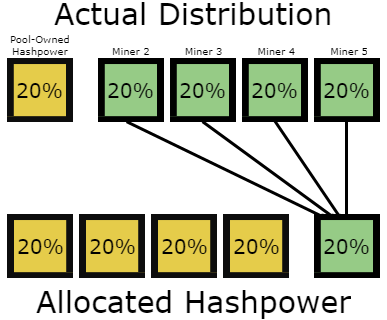 Actual Distribution
Pool-Owned
Hashpower
Miner 2
Miner 3
Miner 4
Miner 5
20%
20%
20%
20%
20%
20%
20%
20%
20%
20%
Allocated Hashpower